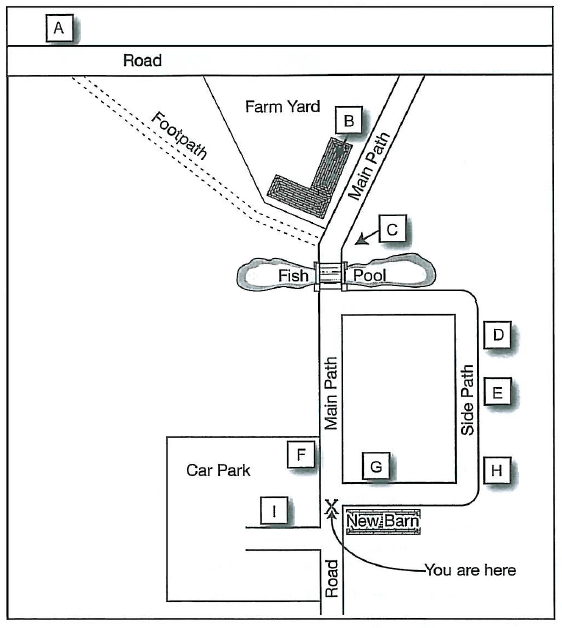 A
Road
Farm Yard
B
Footpath
Main Path
C
Fish Pool
D
Main Path
Side Path
E
F
Car Park
G
H
I
X
New Barn
You are here
Road